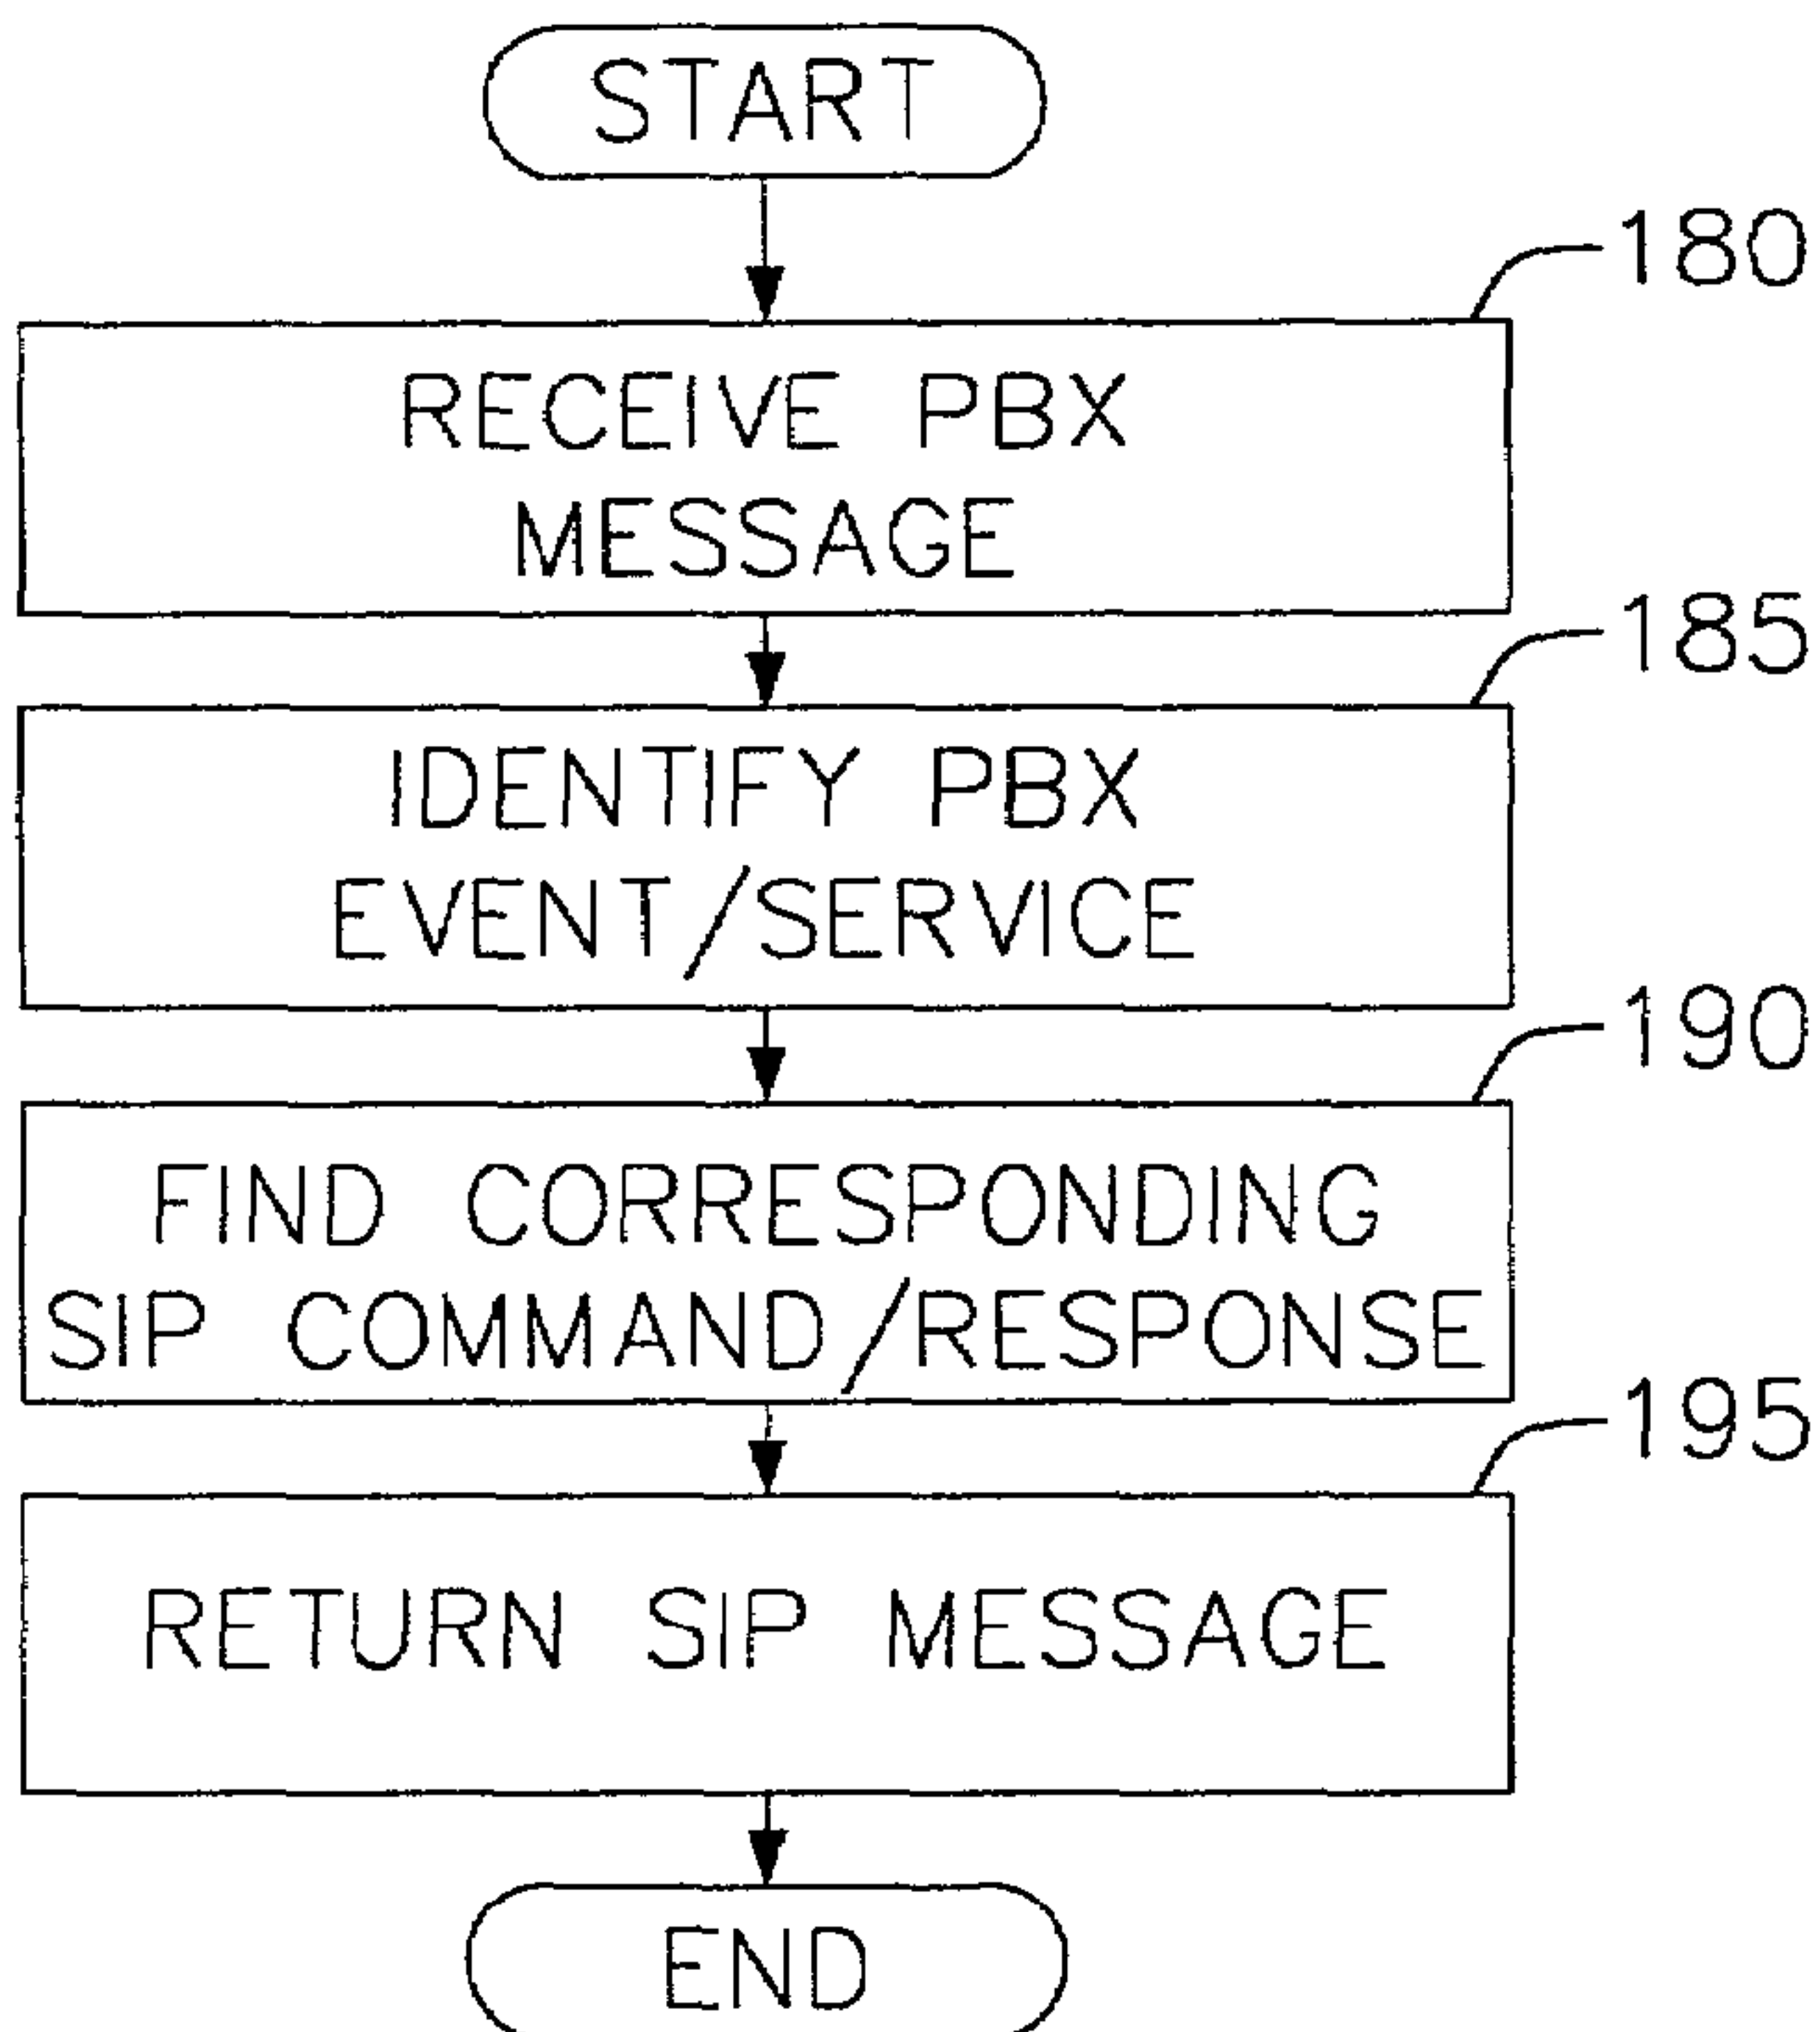 START
180
RECEIVE PBX
MESSAGE
185
IDENTIFY PBX
EVENT/SERVICE
190
FIND CORRESPONDING
SIP COMMAND/RESPONSE
195
RETURN SIP MESSAGE
END